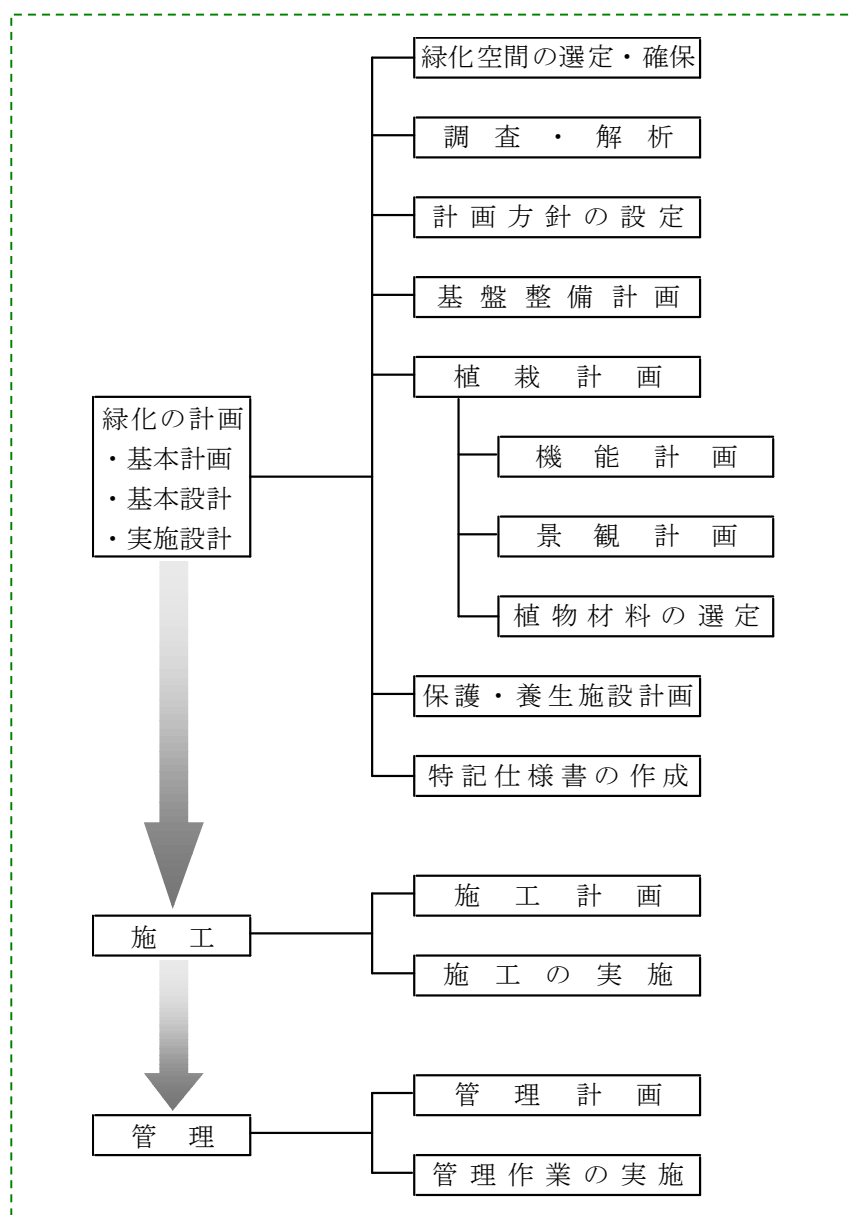 緑化空間の選定・確保
調査・解析
計画方針の設定
基盤整備計画
植栽計画
機能計画
景観計画
植物材料の選定
緑化の計画
・基本計画
・基本設計
・実施設計
保護・養生施設計画
特記仕様書の作成
施工
施工計画
施工の実施
管理
管理計画
管理作業の実施